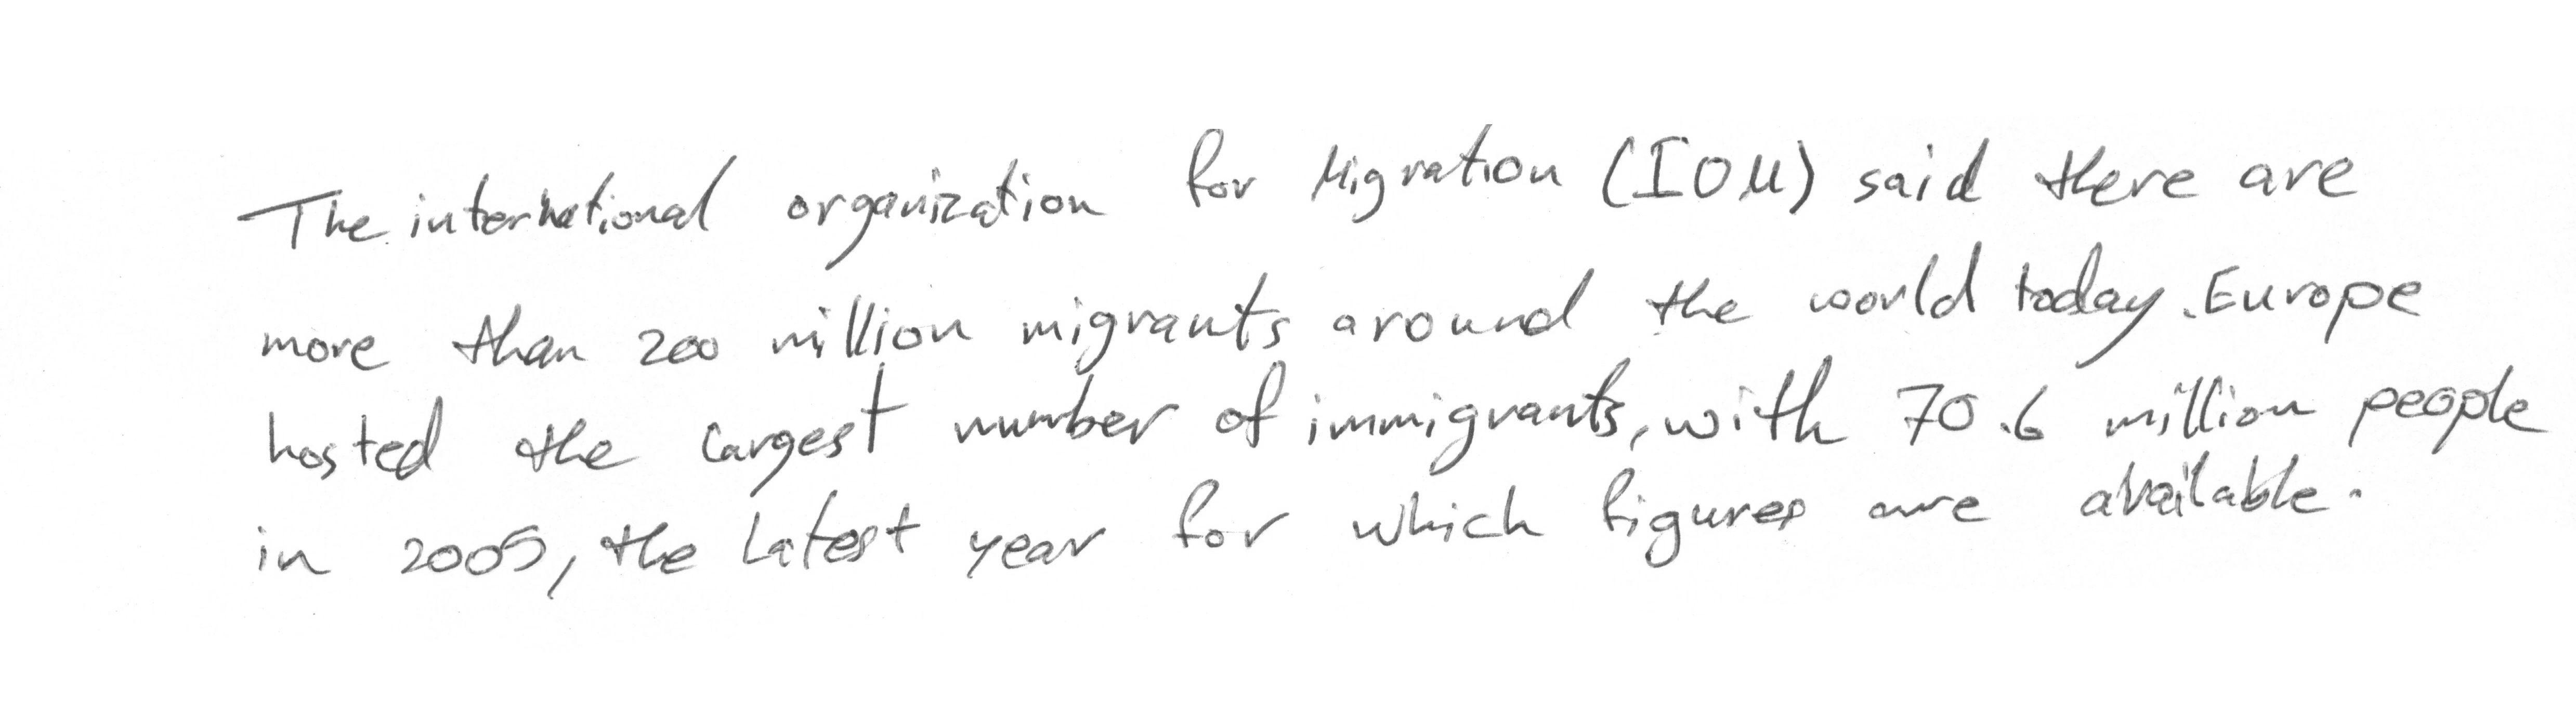 The international organization for Migration (IOM) said there are
more than 200 million migrants around the world today. Europe
hosted the largest number of immigrants, with 70.6 million people
in 2005, the latest year for which figures are available.